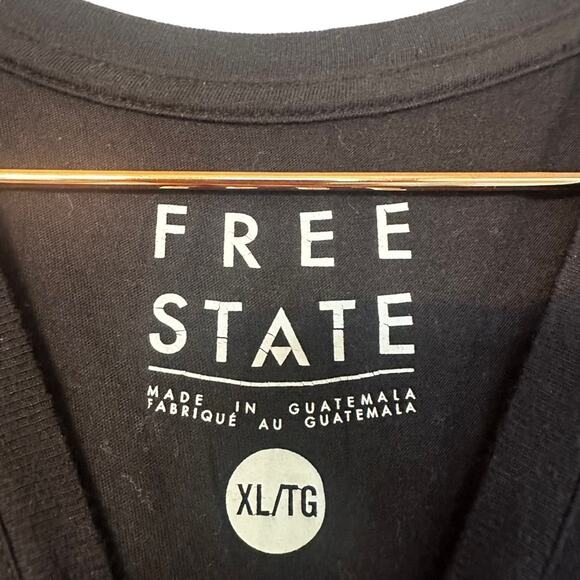 FREE
STATE
MADE IN GUATEMALA
FABRIQUÉ AU GUATEMALA
XL/TG